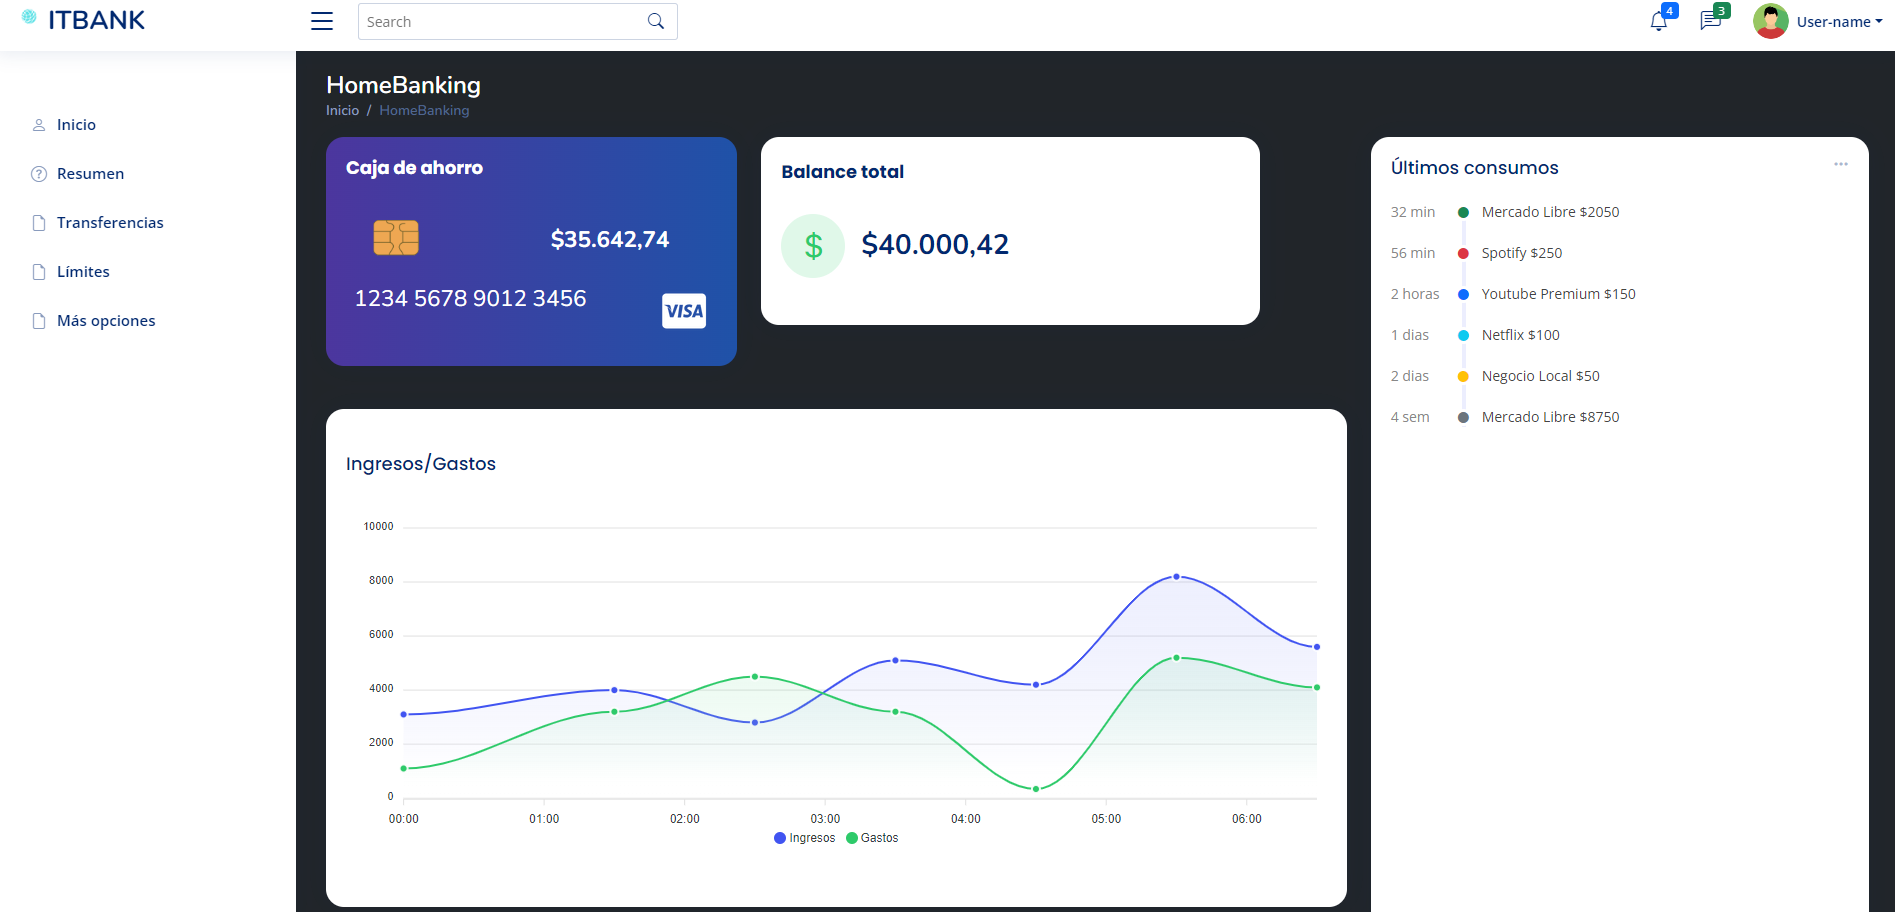 ITBANK
Search
4
3
User-name
Inicio
Resumen
Transferencias
Límites
Más opciones
HomeBanking
Inicio / HomeBanking
Caja de ahorro
$35.642,74
1234 5678 9012 3456
VISA
Balance total
$ $40.000,42
Últimos consumos
32 min Mercado Libre $2050
56 min Spotify $250
2 horas Youtube Premium $150
1 dias Netflix $100
2 dias Negocio Local $50
4 sem Mercado Libre $8750
Ingresos/Gastos
10000
8000
6000
4000
2000
0
00:00 01:00 02:00 03:00 04:00 05:00 06:00
Ingresos Gastos